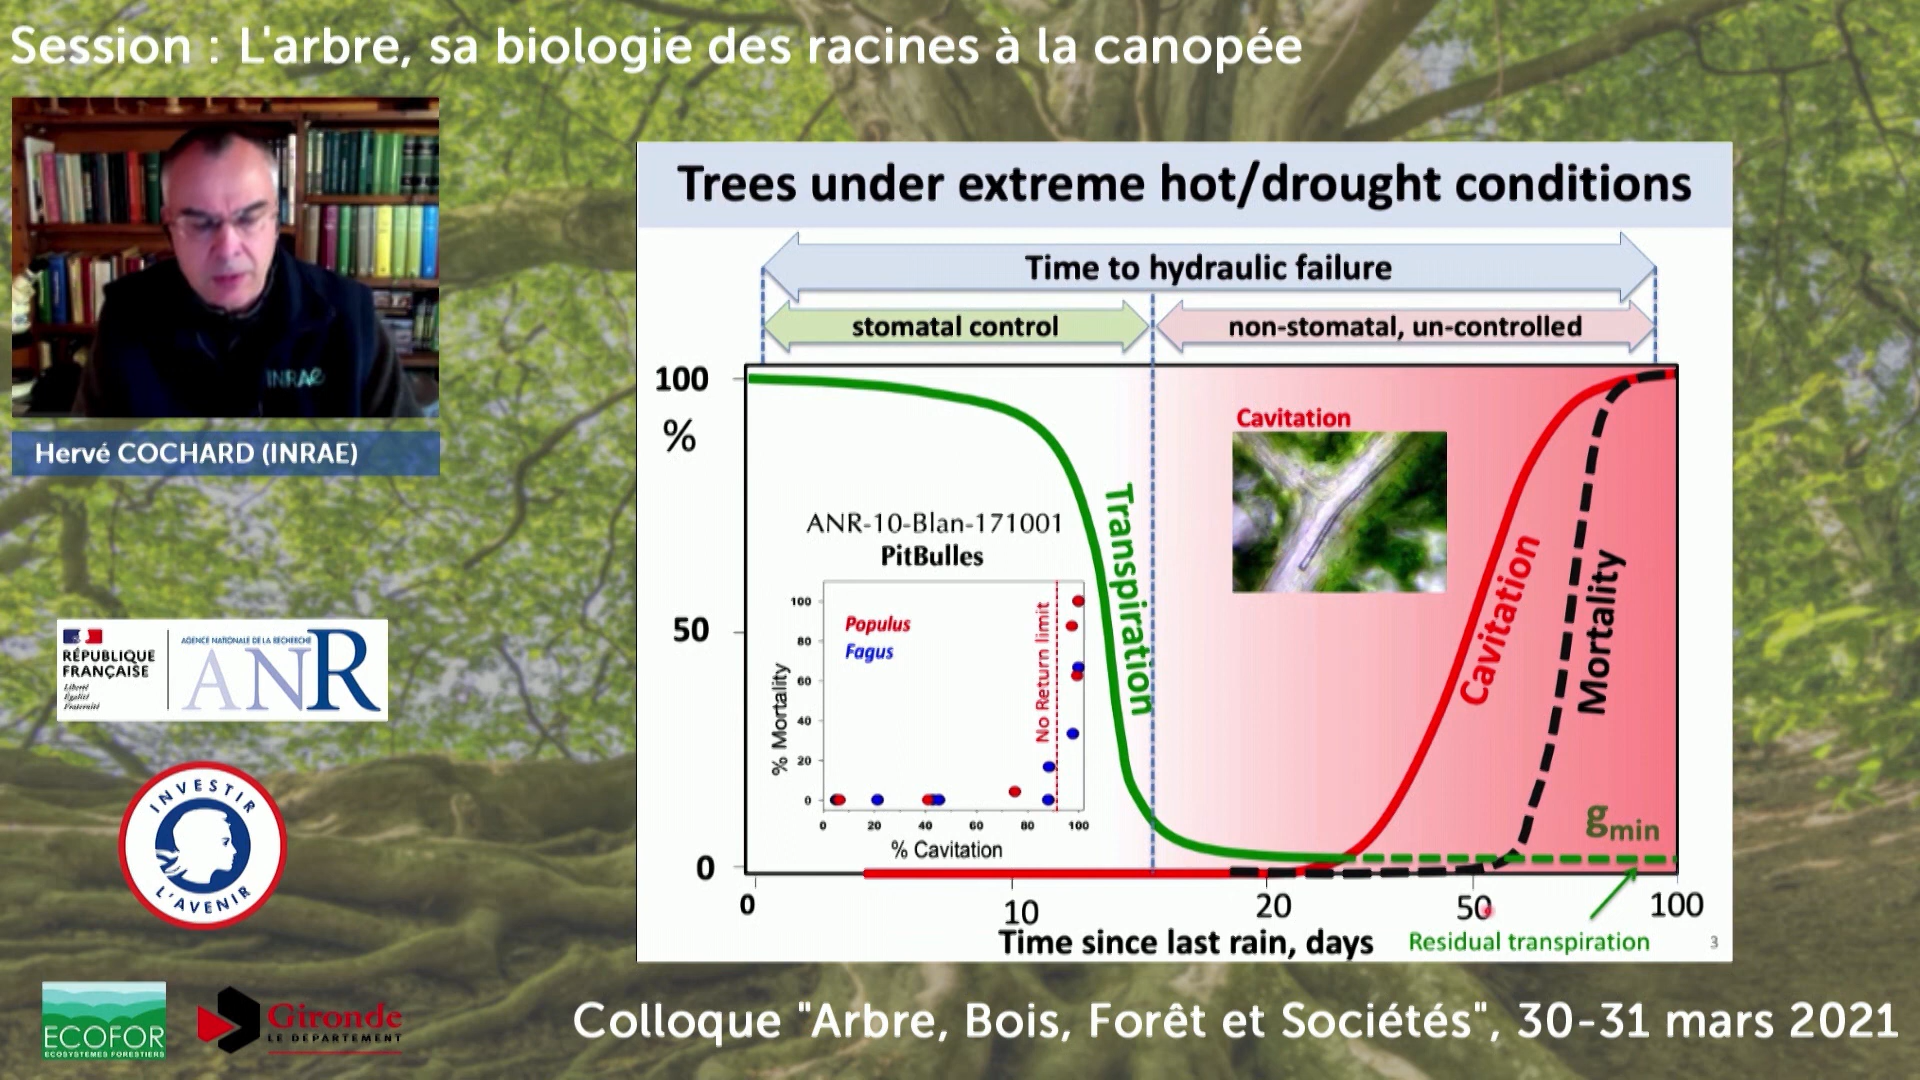 Session : L'arbre, sa biologie des racines à la canopée
INRAE
Hervé COCHARD (INRAE)
RÉPUBLIQUE
FRANÇAISE
Liberté
Égalité
Fraternité
AGENCE NATIONALE DE LA RECHERCHE
ANR
INVESTIR
L'AVENIR
ECOFOR
ECOSYSTEMES FORESTIERS
Gironde
LE DEPARTEMENT
Trees under extreme hot/drought conditions
Time to hydraulic failure
stomatal control
non-stomatal, un-controlled
100
%
50
0
Cavitation
Transpiration
ANR-10-Blan-171001
PitBulles
100
80
60
40
20
0
% Mortality
Populus
Fagus
No Return limit
0 20 40 60 80 100
% Cavitation
Cavitation
Mortality
gmin
0 10 20 50 100
Time since last rain, days
Residual transpiration
3
Colloque "Arbre, Bois, Forêt et Sociétés", 30-31 mars 2021